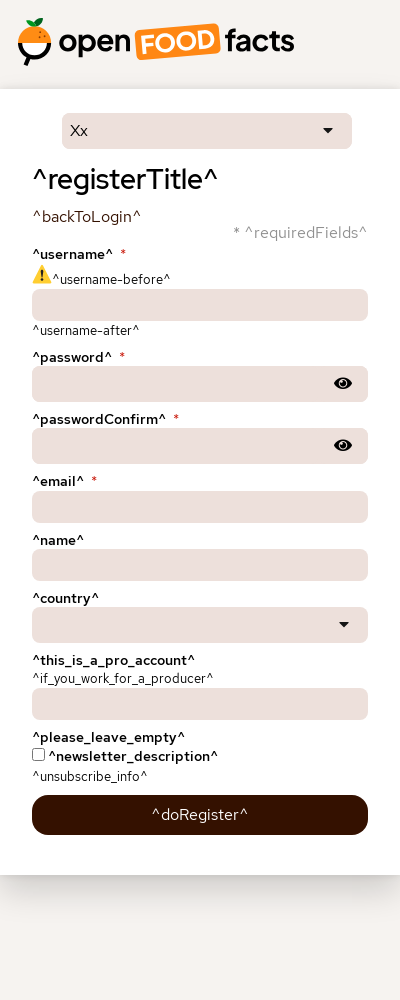 open FOOD facts
Xx
^registerTitle^
^backToLogin^
* ^requiredFields^
^username^ *
⚠️^username-before^
^username-after^
^password^ *
^passwordConfirm^ *
^email^ *
^name^
^country^
^this_is_a_pro_account^
^if_you_work_for_a_producer^
^please_leave_empty^
^newsletter_description^
^unsubscribe_info^
^doRegister^